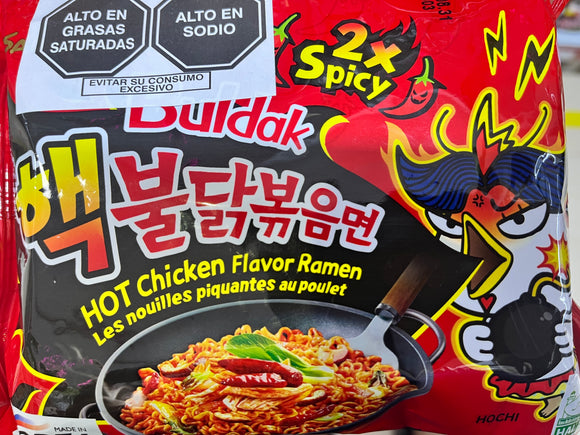 ALTO EN
GRASAS
SATURADAS
ALTO EN
SODIO
EVITAR SU CONSUMO
EXCESIVO
2x
Spicy
Buldak
핵불닭볶음면
HOT Chicken Flavor Ramen
Les nouilles piquantes au poulet
HOCHI
MADE IN